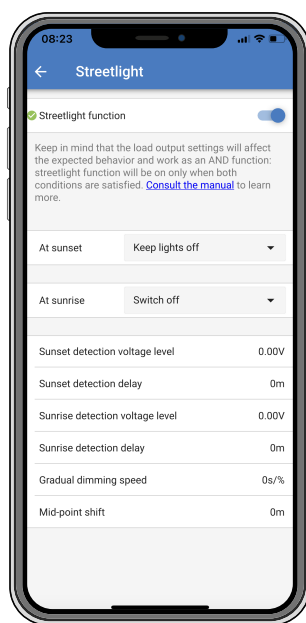 08:23
Streetlight
Streetlight function
Keep in mind that the load output settings will affect
the expected behavior and work as an AND function:
streetlight function will be on only when both
conditions are satisfied. Consult the manual to learn
more.
At sunset Keep lights off
At sunrise Switch off
Sunset detection voltage level 0.00V
Sunset detection delay 0m
Sunrise detection voltage level 0.00V
Sunrise detection delay 0m
Gradual dimming speed 0s/%
Mid-point shift 0m